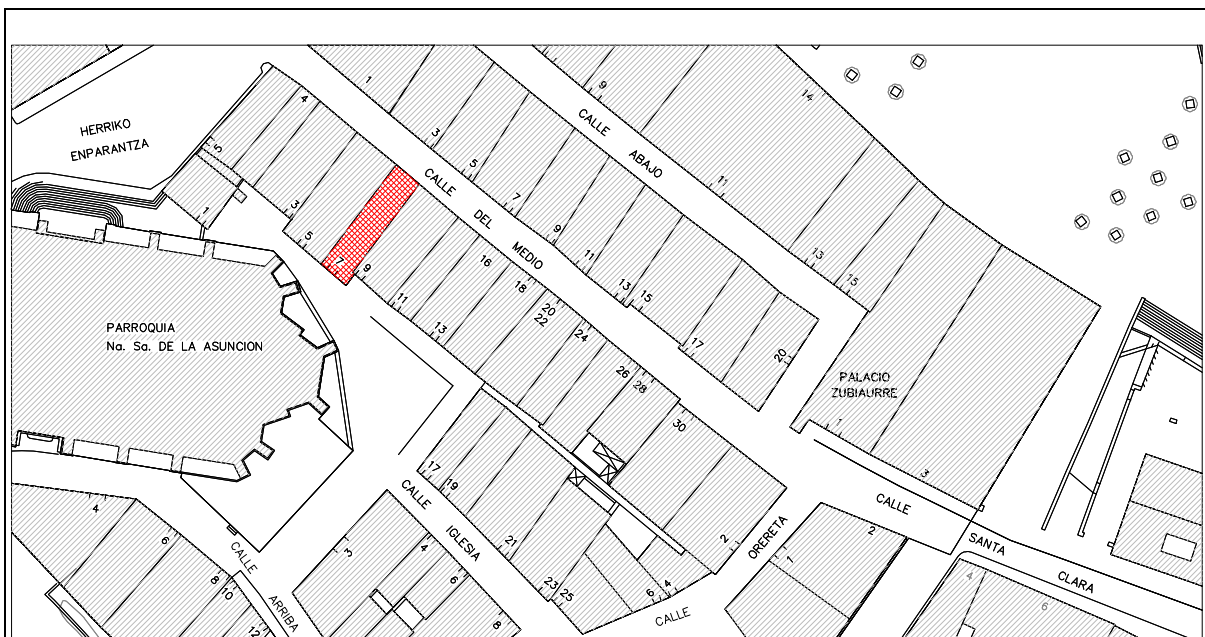 HERRIKO
ENPARANTZA
PARROQUIA
Na. Sa. DE LA ASUNCION
CALLE
DEL
MEDIO
CALLE
ABAJO
PALACIO
ZUBIAURRE
CALLE
IGLESIA
CALLE
ARRIBA
CALLE
ORERETA
CALLE
SANTA
CLARA
1
4
5
1
3
5
7
9
11
13
3
5
7
9
11
13
15
17
20
16
18
20
22
24
26
28
30
9
11
13
15
14
1
3
17
19
21
23
25
6
4
2
1
2
4
6
8
10
12
3
4
6
8
4
6